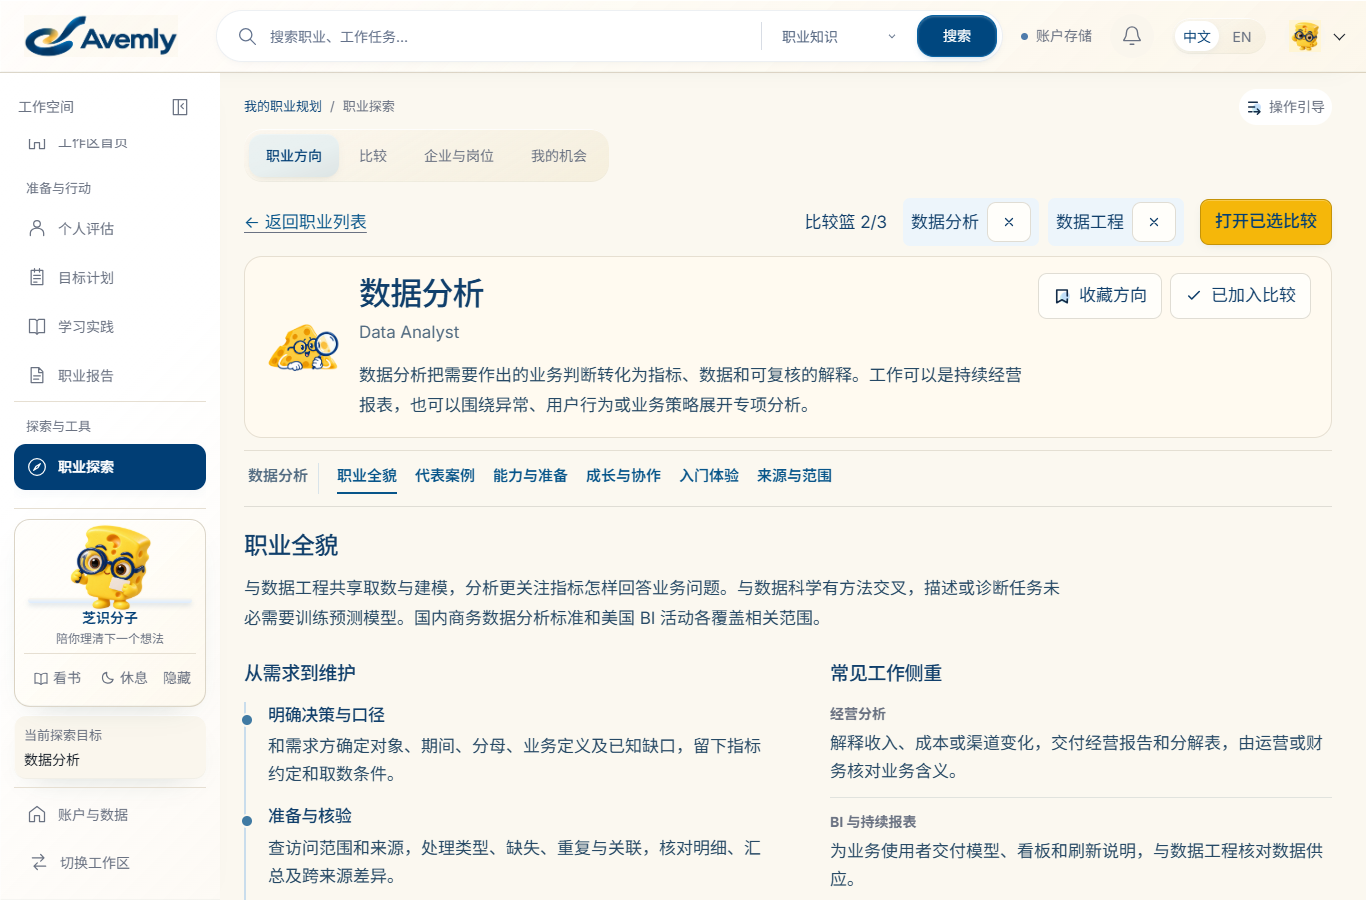 Avemly
搜索职业、工作任务...
职业知识
搜索
账户存储
中文
EN
工作空间
工作区首页
准备与行动
个人评估
目标计划
学习实践
职业报告
探索与工具
职业探索
芝识分子
陪你理清下一个想法
看书
休息
隐藏
当前探索目标
数据分析
账户与数据
切换工作区
我的职业规划 / 职业探索
操作引导
职业方向
比较
企业与岗位
我的机会
← 返回职业列表
比较篮 2/3
数据分析 ×
数据工程 ×
打开已选比较
数据分析
Data Analyst
数据分析把需要作出的业务判断转化为指标、数据和可复核的解释。工作可以是持续经营
报表，也可以围绕异常、用户行为或业务策略展开专项分析。
收藏方向
已加入比较
数据分析
职业全貌
代表案例
能力与准备
成长与协作
入门体验
来源与范围
职业全貌
与数据工程共享取数与建模，分析更关注指标怎样回答业务问题。与数据科学有方法交叉，描述或诊断任务未
必需要训练预测模型。国内商务数据分析标准和美国 BI 活动各覆盖相关范围。
从需求到维护
明确决策与口径
和需求方确定对象、期间、分母、业务定义及已知缺口，留下指标
约定和取数条件。
准备与核验
查访问范围和来源，处理类型、缺失、重复与关联，核对明细、汇
总及跨来源差异。
常见工作侧重
经营分析
解释收入、成本或渠道变化，交付经营报告和分解表，由运营或财
务核对业务含义。
BI 与持续报表
为业务使用者交付模型、看板和刷新说明，与数据工程核对数据供
应。